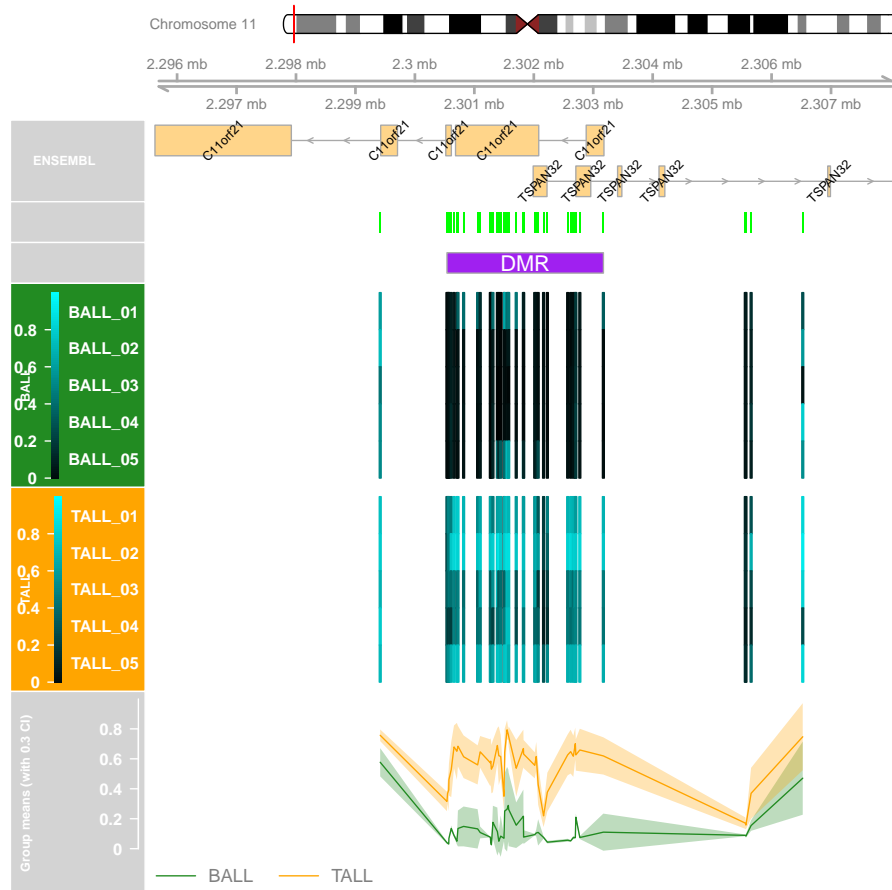 Chromosome 11
2.296 mb 2.298 mb 2.3 mb 2.302 mb 2.304 mb 2.306 mb
2.297 mb 2.299 mb 2.301 mb 2.303 mb 2.305 mb 2.307 mb
ENSEMBL
C11orf21 C11orf21 C11orf21 C11orf21 C11orf21
TSPAN32 TSPAN32 TSPAN32 TSPAN32 TSPAN32
DMR
BALL
0.8
0.6
0.4
0.2
0
BALL_01
BALL_02
BALL_03
BALL_04
BALL_05
TALL
0.8
0.6
0.4
0.2
0
TALL_01
TALL_02
TALL_03
TALL_04
TALL_05
Group means (with 0.3 CI)
0.8
0.6
0.4
0.2
0
BALL TALL